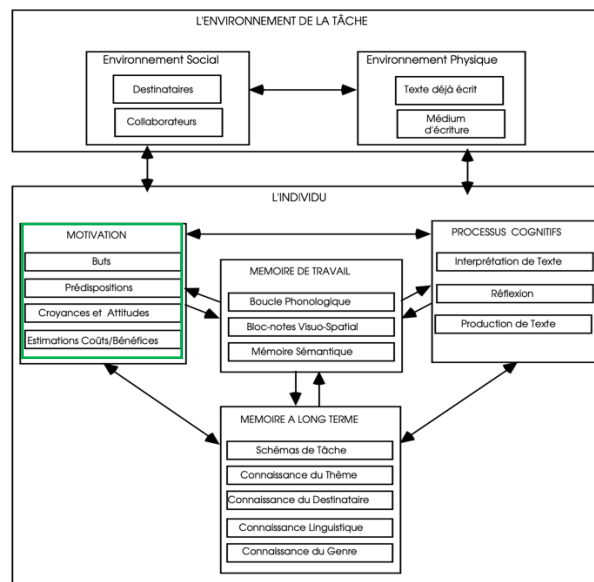 L'ENVIRONNEMENT DE LA TÂCHE
Environnement Social
Destinataires
Collaborateurs
Environnement Physique
Texte déjà écrit
Médium
d'écriture
L'INDIVIDU
MOTIVATION
Buts
Prédispositions
Croyances et Attitudes
Estimations Coûts/Bénéfices
MEMOIRE DE TRAVAIL
Boucle Phonologique
Bloc-notes Visuo-Spatial
Mémoire Sémantique
PROCESSUS COGNITIFS
Interprétation de Texte
Réflexion
Production de Texte
MEMOIRE A LONG TERME
Schémas de Tâche
Connaissance du Thème
Connaissance du Destinataire
Connaissance Linguistique
Connaissance du Genre